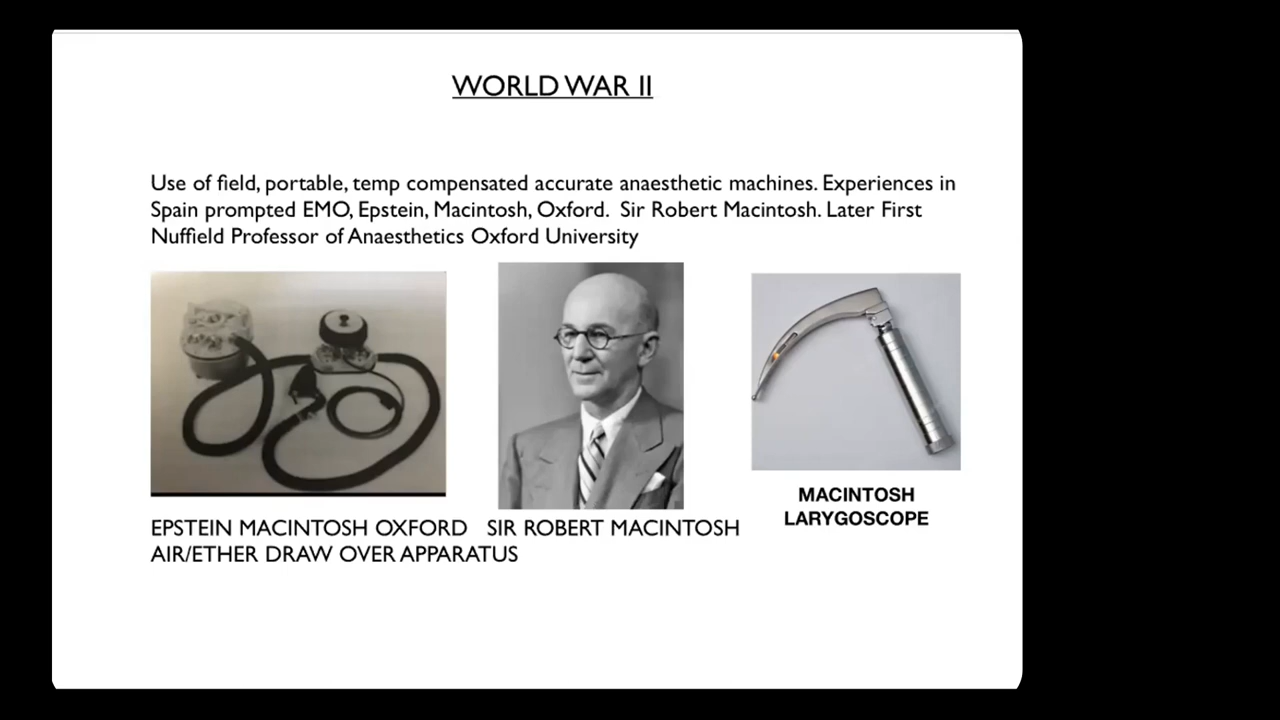 WORLD WAR II
Use of field, portable, temp compensated accurate anaesthetic machines. Experiences in
Spain prompted EMO, Epstein, Macintosh, Oxford.  Sir Robert Macintosh. Later First
Nuffield Professor of Anaesthetics Oxford University
EPSTEIN MACINTOSH OXFORD
AIR/ETHER DRAW OVER APPARATUS
SIR ROBERT MACINTOSH
MACINTOSH
LARYGOSCOPE